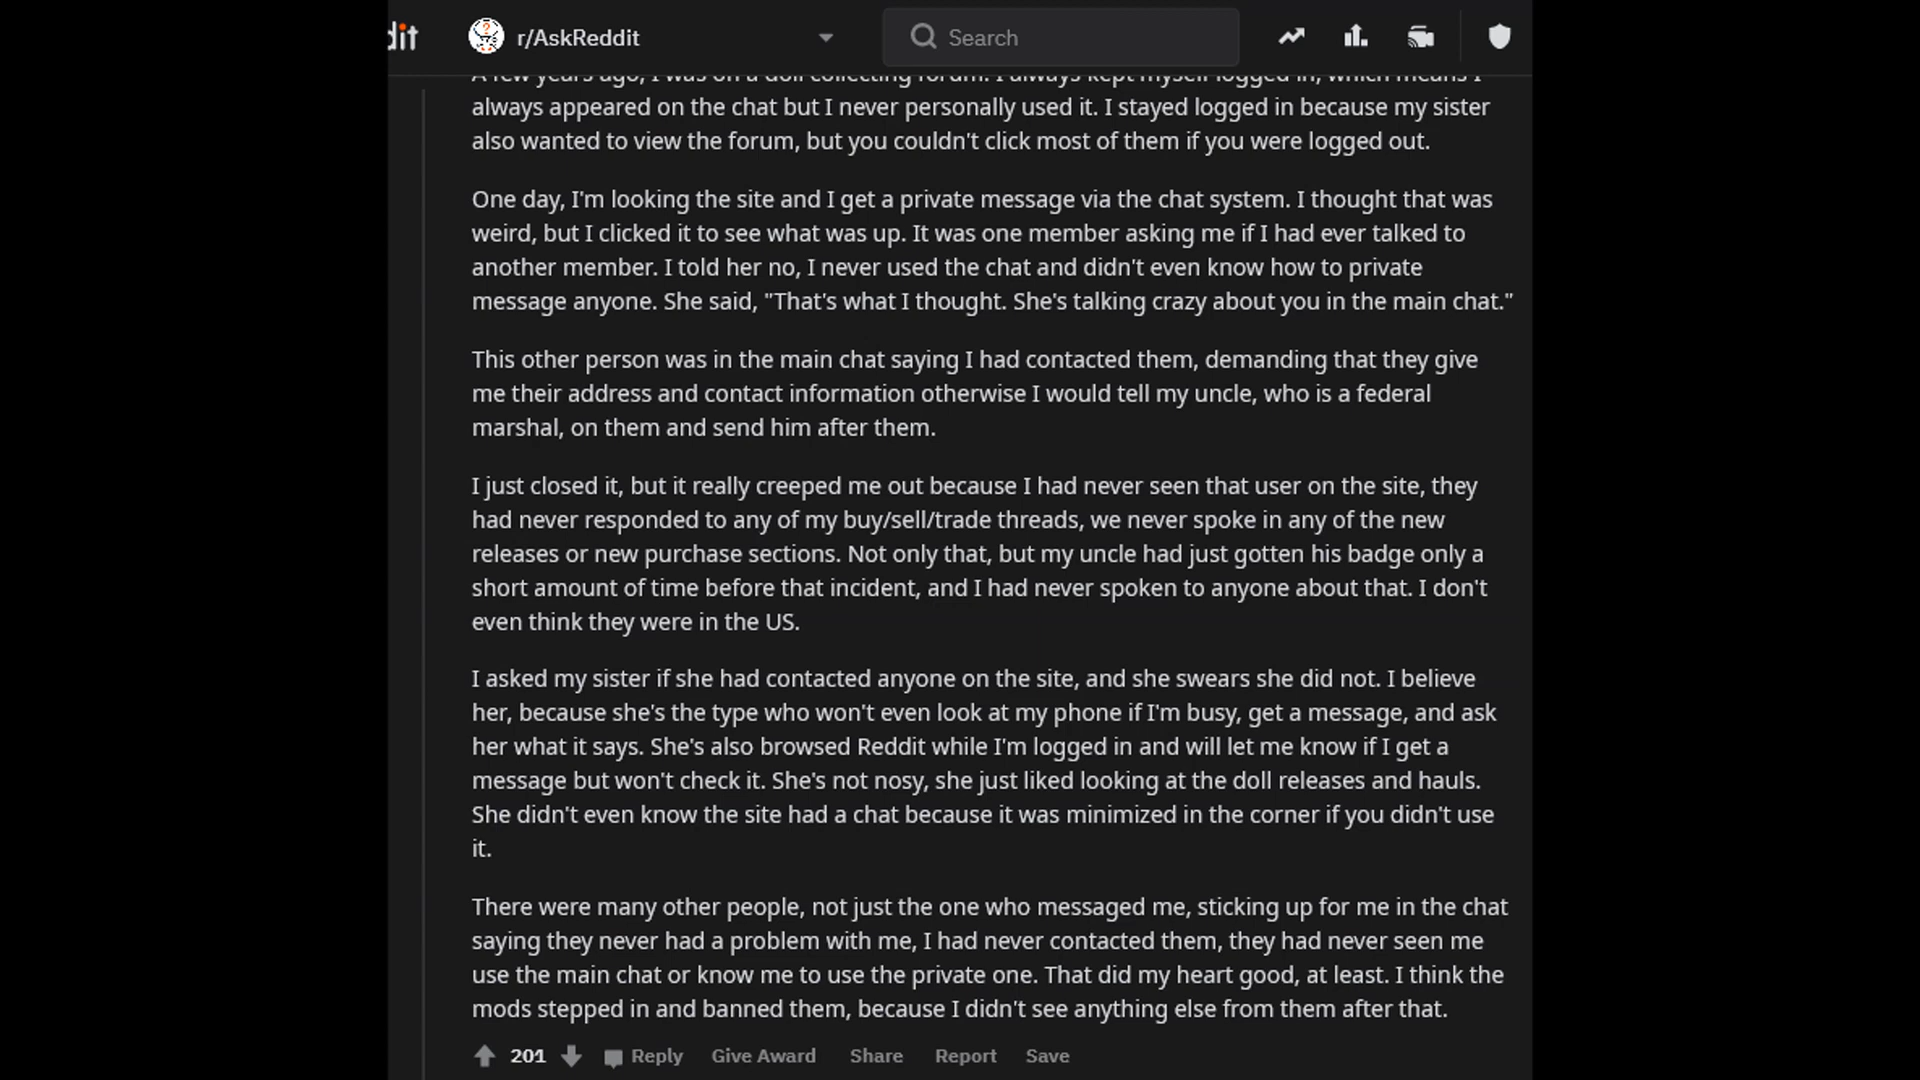 dit r/AskReddit Search
A few years ago, I was on a doll collecting forum. I always kept myself logged in, which means I
always appeared on the chat but I never personally used it. I stayed logged in because my sister
also wanted to view the forum, but you couldn't click most of them if you were logged out.
One day, I'm looking the site and I get a private message via the chat system. I thought that was
weird, but I clicked it to see what was up. It was one member asking me if I had ever talked to
another member. I told her no, I never used the chat and didn't even know how to private
message anyone. She said, "That's what I thought. She's talking crazy about you in the main chat."
This other person was in the main chat saying I had contacted them, demanding that they give
me their address and contact information otherwise I would tell my uncle, who is a federal
marshal, on them and send him after them.
I just closed it, but it really creeped me out because I had never seen that user on the site, they
had never responded to any of my buy/sell/trade threads, we never spoke in any of the new
releases or new purchase sections. Not only that, but my uncle had just gotten his badge only a
short amount of time before that incident, and I had never spoken to anyone about that. I don't
even think they were in the US.
I asked my sister if she had contacted anyone on the site, and she swears she did not. I believe
her, because she's the type who won't even look at my phone if I'm busy, get a message, and ask
her what it says. She's also browsed Reddit while I'm logged in and will let me know if I get a
message but won't check it. She's not nosy, she just liked looking at the doll releases and hauls.
She didn't even know the site had a chat because it was minimized in the corner if you didn't use
it.
There were many other people, not just the one who messaged me, sticking up for me in the chat
saying they never had a problem with me, I had never contacted them, they had never seen me
use the main chat or know me to use the private one. That did my heart good, at least. I think the
mods stepped in and banned them, because I didn't see anything else from them after that.
201 Reply Give Award Share Report Save